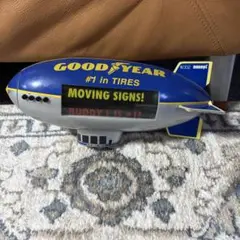 GOODYEAR
#1 in TIRES
MOVING SIGNS!